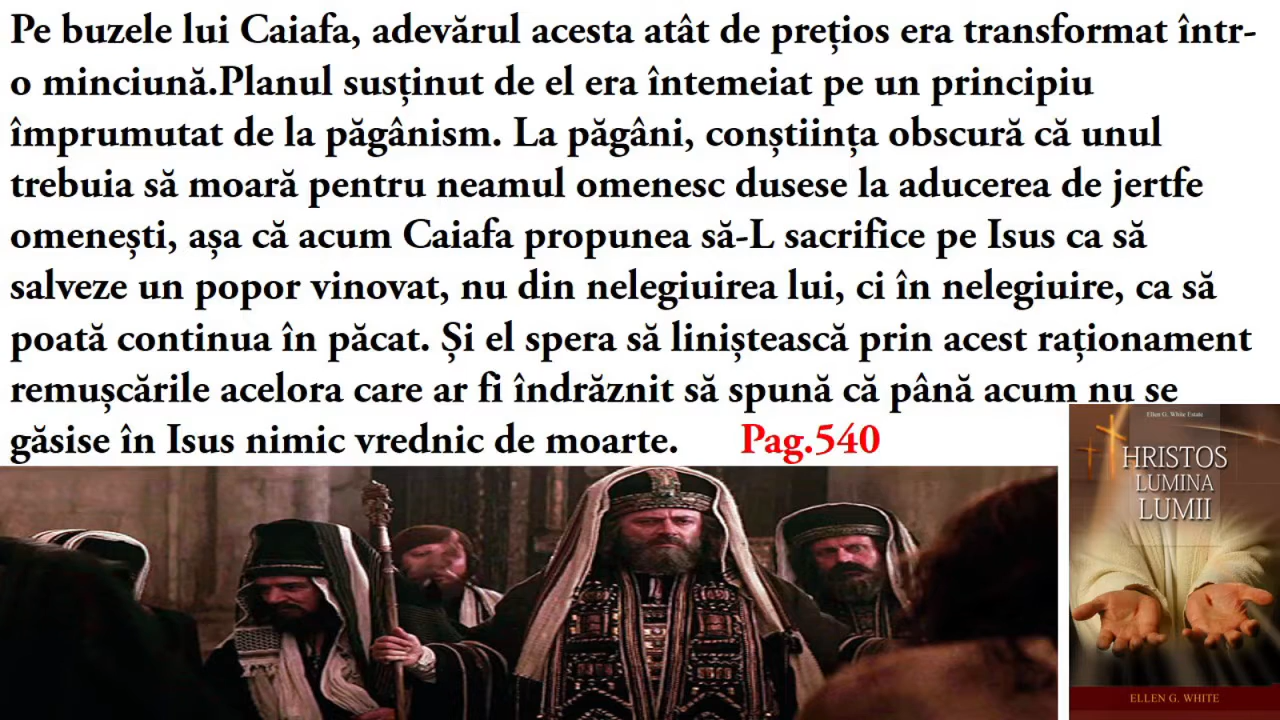 Pe buzele lui Caiafa, adevărul acesta atât de prețios era transformat într-
o minciună.Planul susținut de el era întemeiat pe un principiu
împrumutat de la păgânism. La păgâni, conștiința obscură că unul
trebuia să moară pentru neamul omenesc dusese la aducerea de jertfe
omenești, așa că acum Caiafa propunea să-L sacrifice pe Isus ca să
salveze un popor vinovat, nu din nelegiuirea lui, ci în nelegiuire, ca să
poată continua în păcat. Și el spera să liniștească prin acest raționament
remușcările acelora care ar fi îndrăznit să spună că până acum nu se
găsise în Isus nimic vrednic de moarte. Pag.540
Ellen G. White Estate
HRISTOS
LUMINA
LUMII
ELLEN G. WHITE